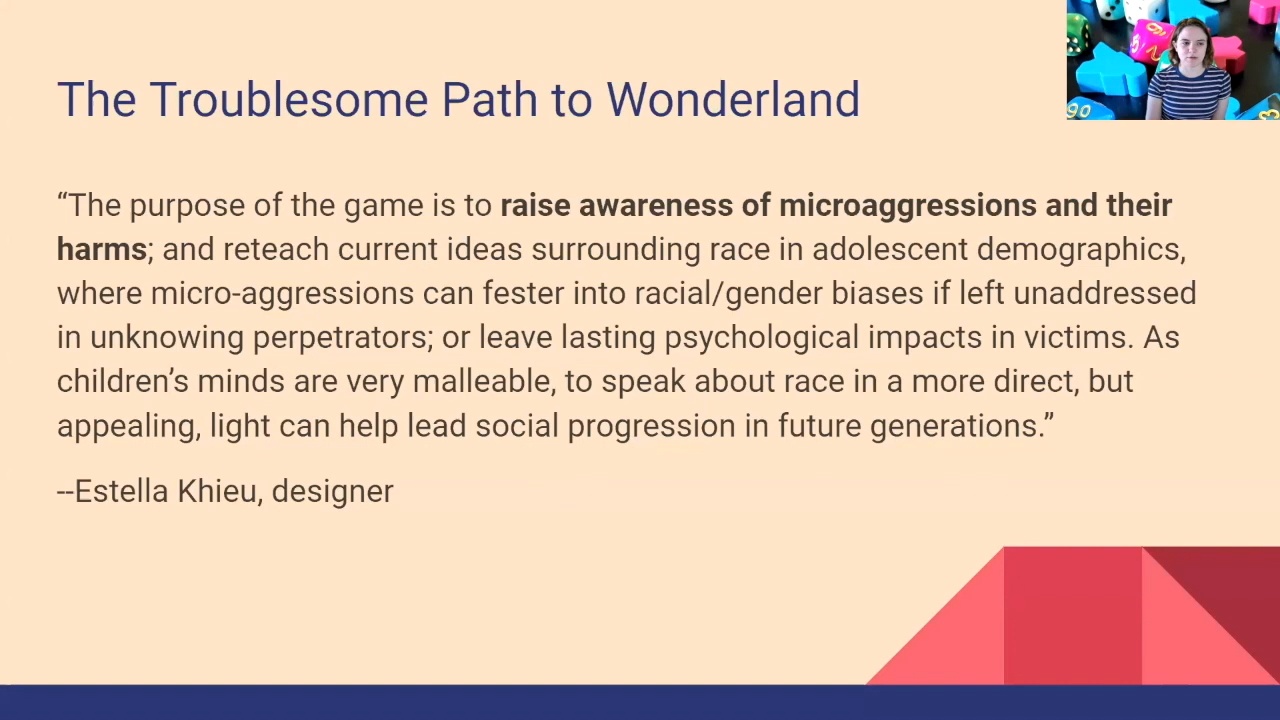 The Troublesome Path to Wonderland
“The purpose of the game is to raise awareness of microaggressions and their
harms; and reteach current ideas surrounding race in adolescent demographics,
where micro-aggressions can fester into racial/gender biases if left unaddressed
in unknowing perpetrators; or leave lasting psychological impacts in victims. As
children’s minds are very malleable, to speak about race in a more direct, but
appealing, light can help lead social progression in future generations.”
--Estella Khieu, designer
90